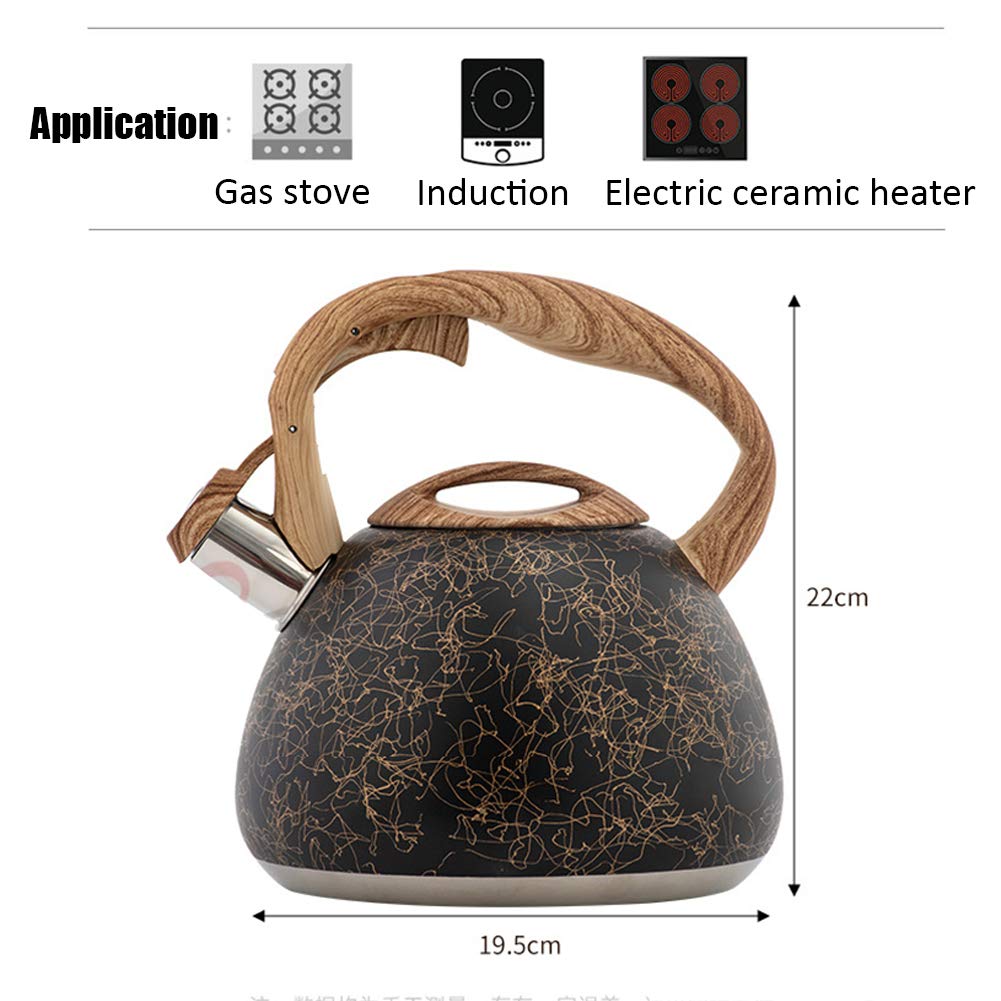 Application :
Gas stove
Induction
Electric ceramic heater
22cm
19.5cm